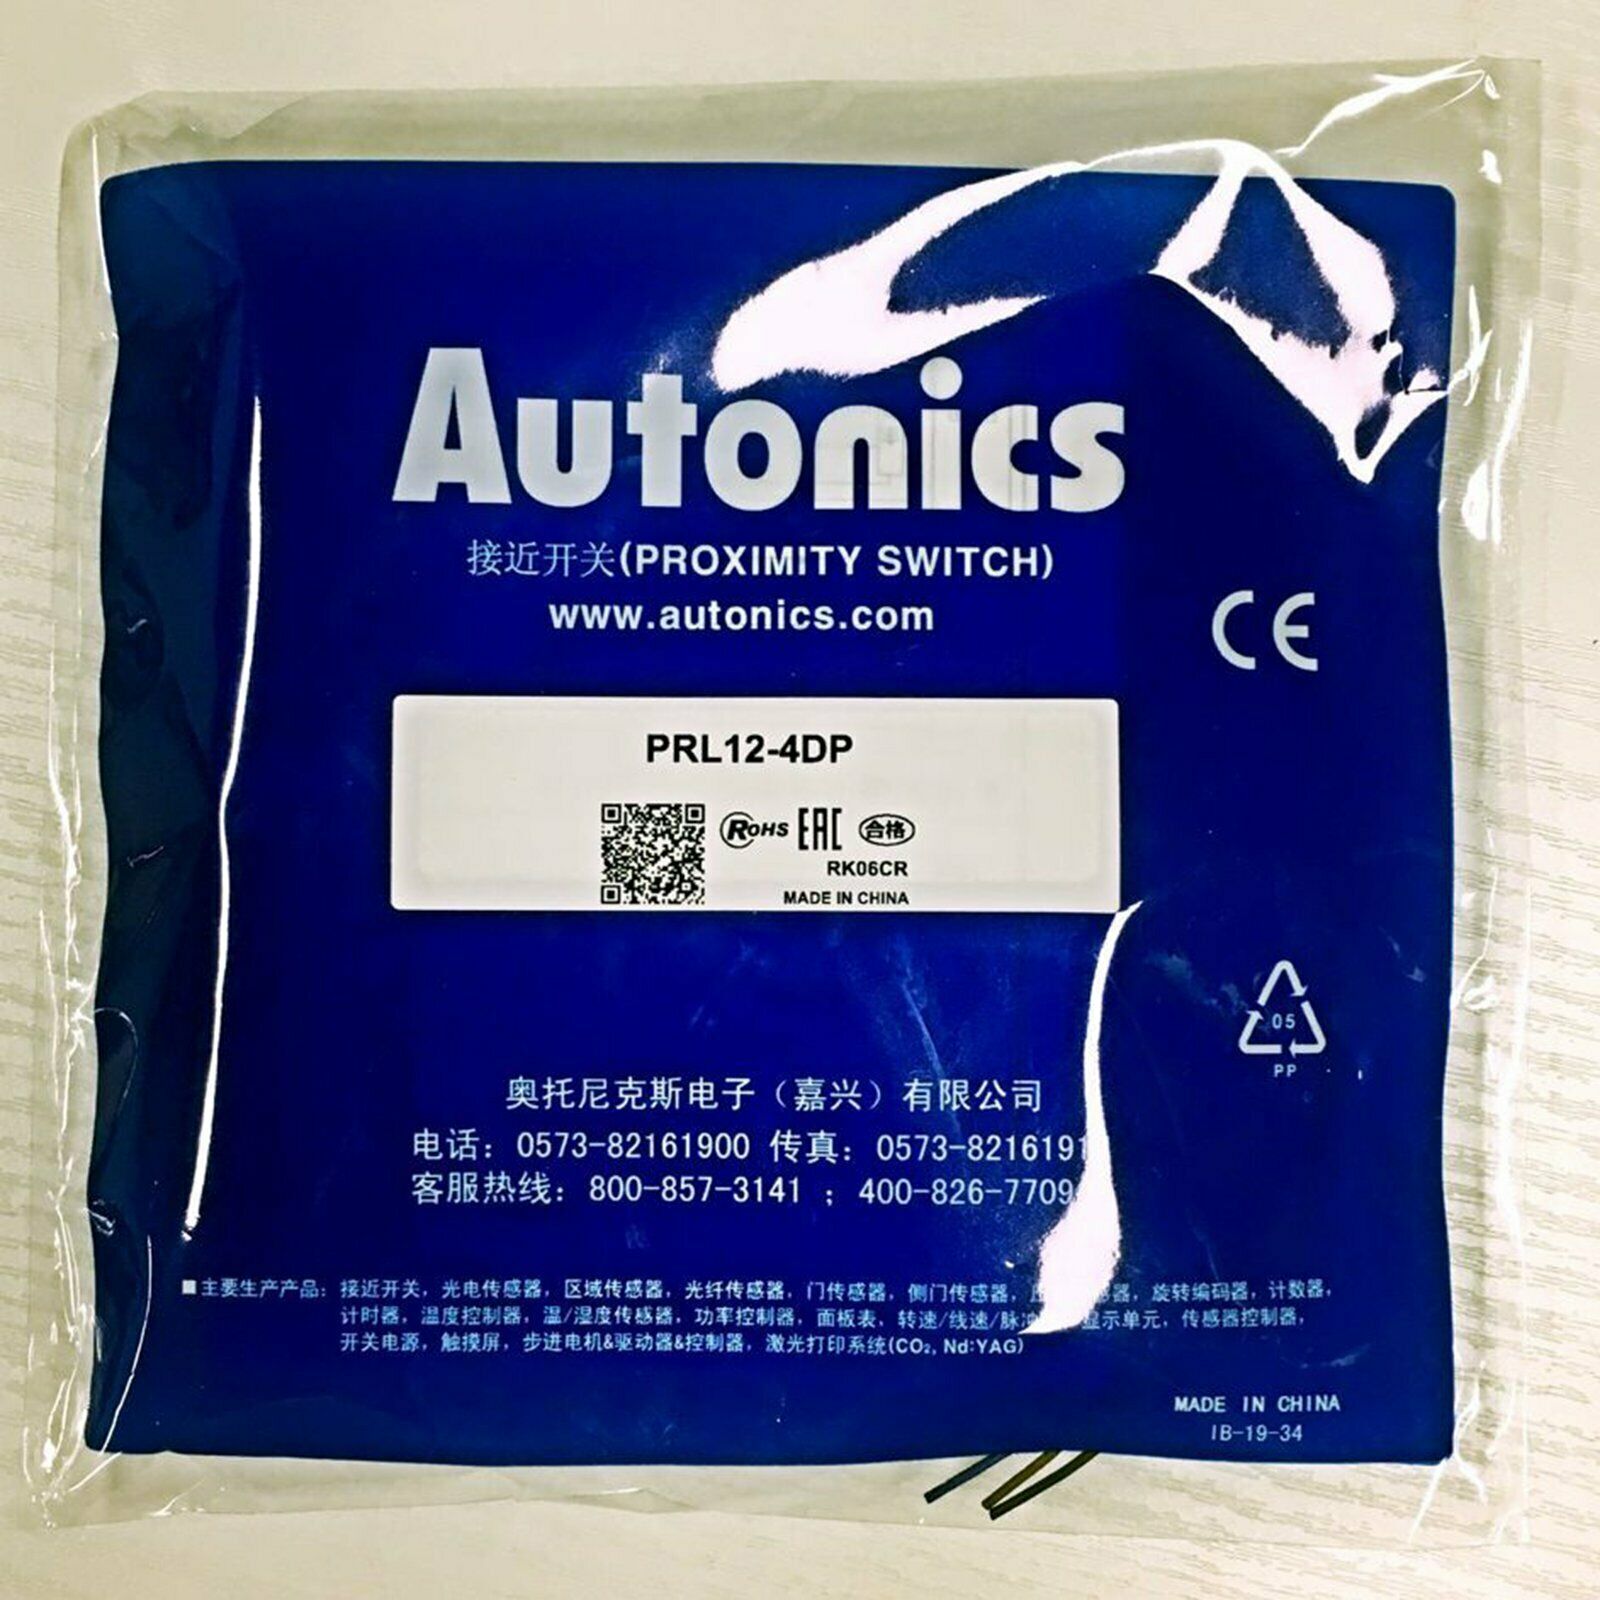 Autonics
接近开关(PROXIMITY SWITCH)
www.autonics.com
CE
PRL12-4DP
RoHS EAC 合格
RK06CR
MADE IN CHINA
05
PP
奥托尼克斯电子（嘉兴）有限公司
电话：0573-82161900 传真：
客服热线：800-857-3141 ；
■主要生产产品：接近开关，光电传感器，区域传感器，光纤传感器，门传感器，侧门传感器，旋转编码器，计数器，
计时器，温度控制器，温/湿度传感器，功率控制器，面板表，转速/线速/显示单元，传感器控制器，
开关电源，触摸屏，步进电机&驱动器&控制器，激光打印系统(CO₂, Nd:YAG)
MADE IN CHINA
IB-19-34